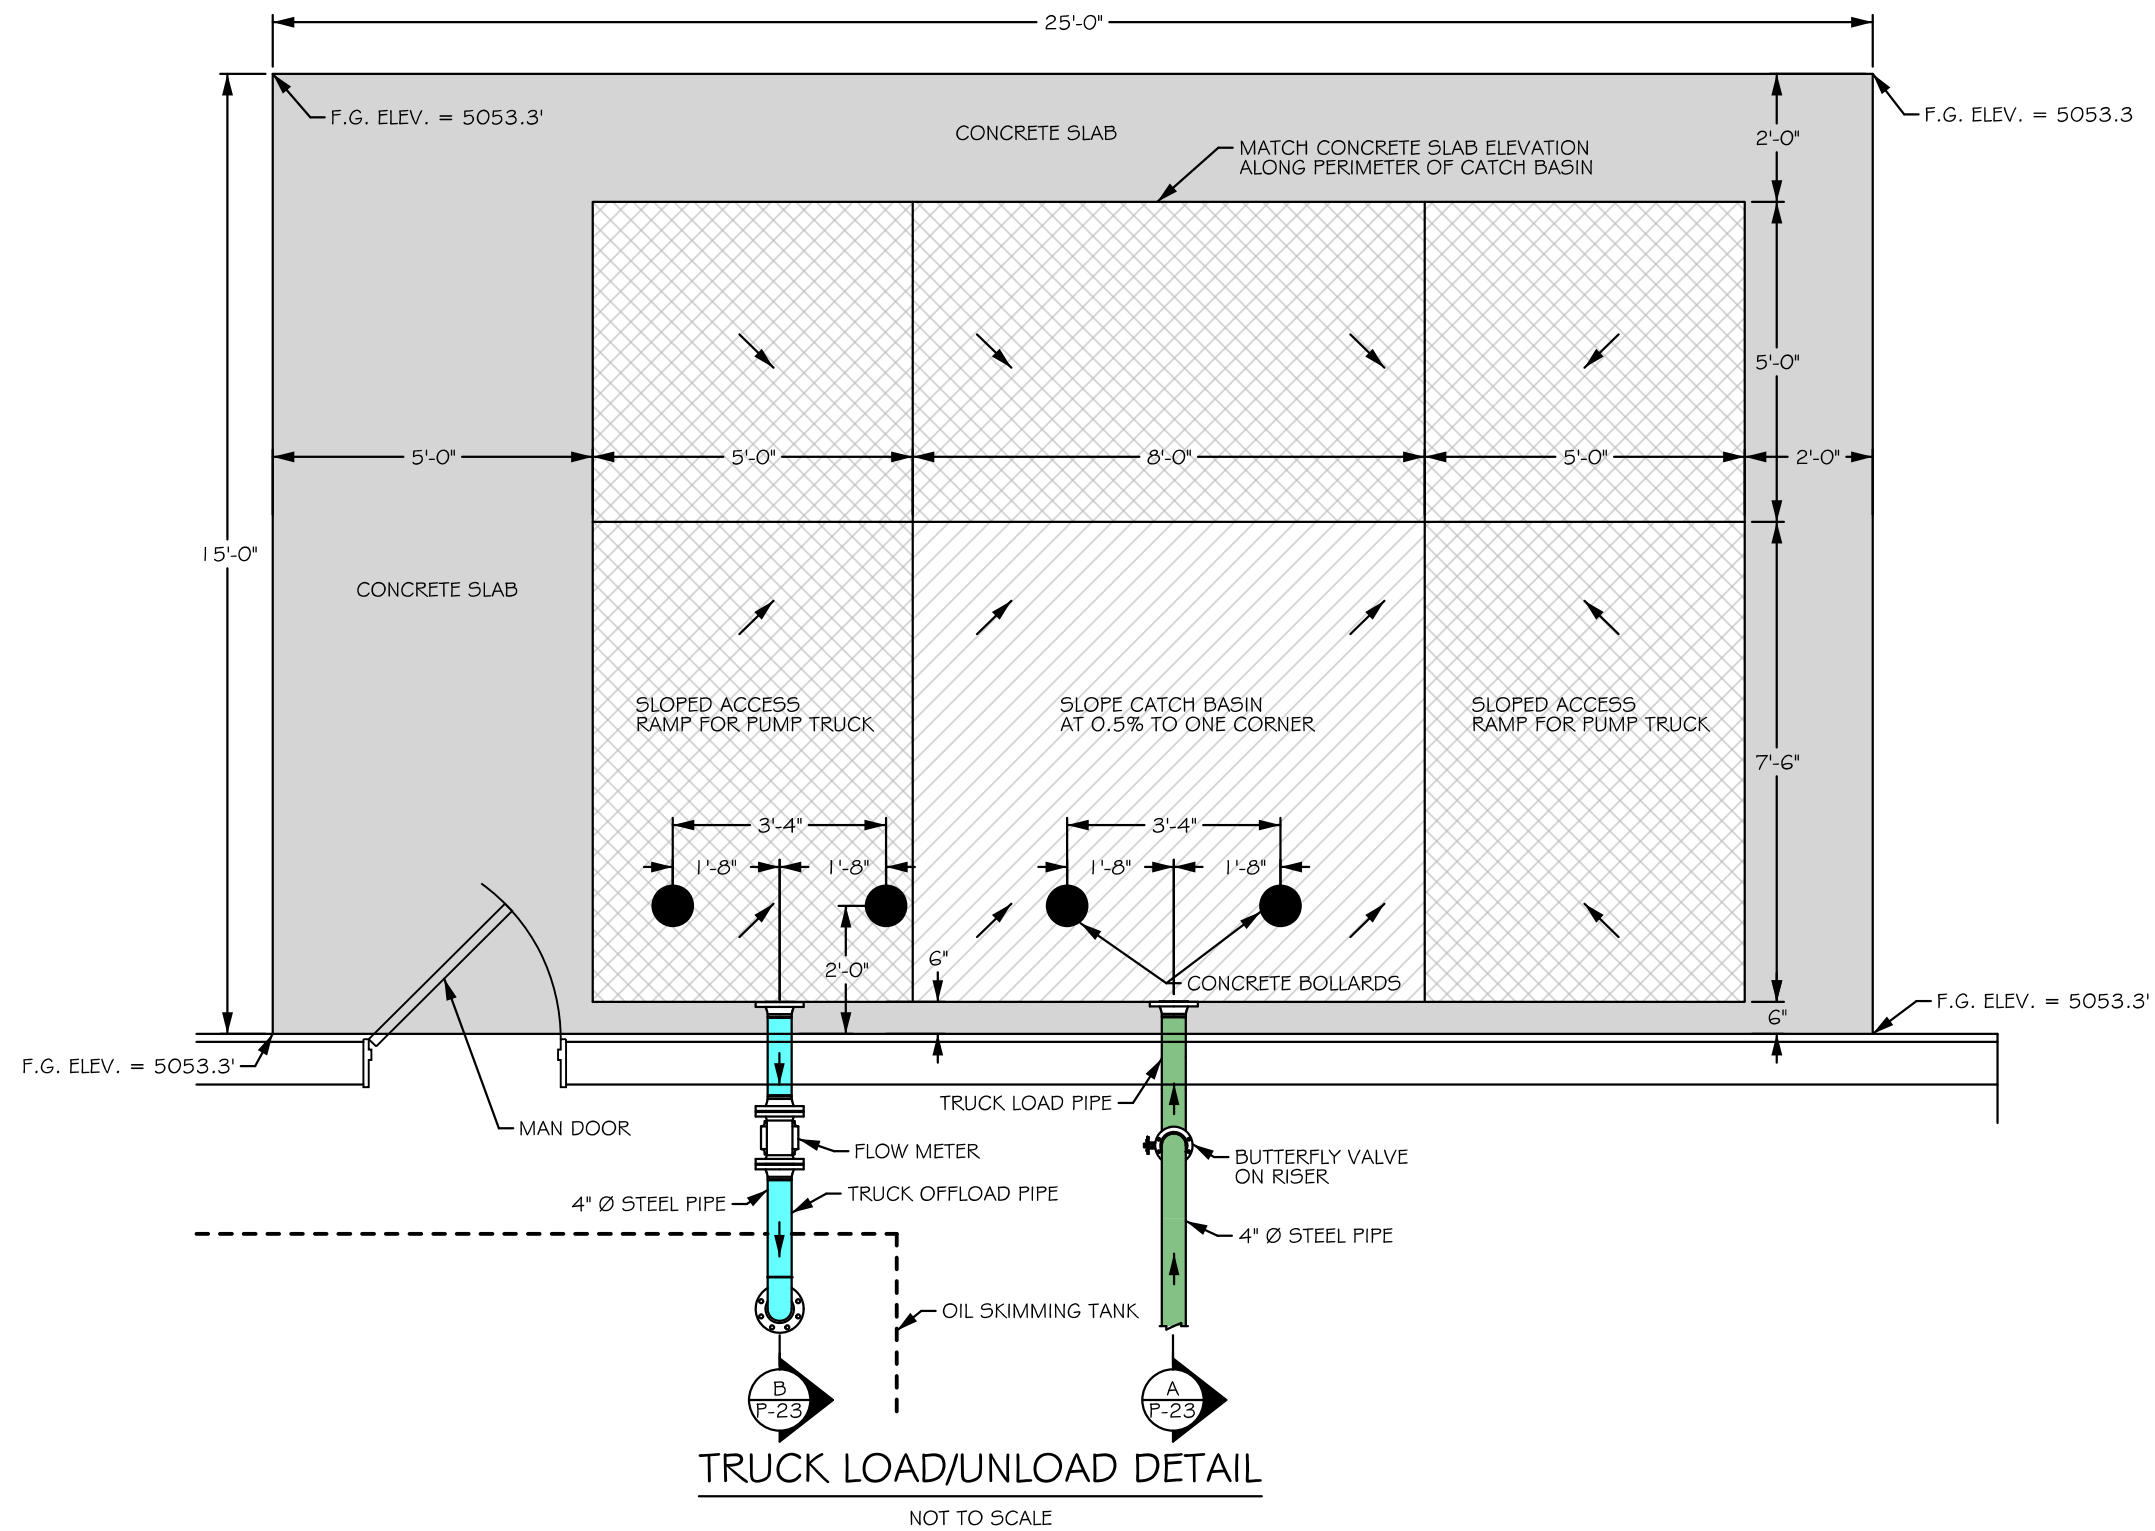 25'-0"
F.G. ELEV. = 5053.3'
F.G. ELEV. = 5053.3
CONCRETE SLAB
2'-0"
MATCH CONCRETE SLAB ELEVATION
ALONG PERIMETER OF CATCH BASIN
5'-0"
5'-0"
5'-0"
8'-0"
5'-0"
2'-0"
15'-0"
CONCRETE SLAB
SLOPED ACCESS
RAMP FOR PUMP TRUCK
SLOPE CATCH BASIN
AT 0.5% TO ONE CORNER
SLOPED ACCESS
RAMP FOR PUMP TRUCK
7'-6"
3'-4"
3'-4"
1'-8"
1'-8"
1'-8"
1'-8"
2'-0"
6"
CONCRETE BOLLARDS
F.G. ELEV. = 5053.3'
6"
F.G. ELEV. = 5053.3'
MAN DOOR
TRUCK LOAD PIPE
FLOW METER
BUTTERFLY VALVE
ON RISER
4" Ø STEEL PIPE
TRUCK OFFLOAD PIPE
4" Ø STEEL PIPE
OIL SKIMMING TANK
B
P-23
A
P-23
TRUCK LOAD/UNLOAD DETAIL
NOT TO SCALE